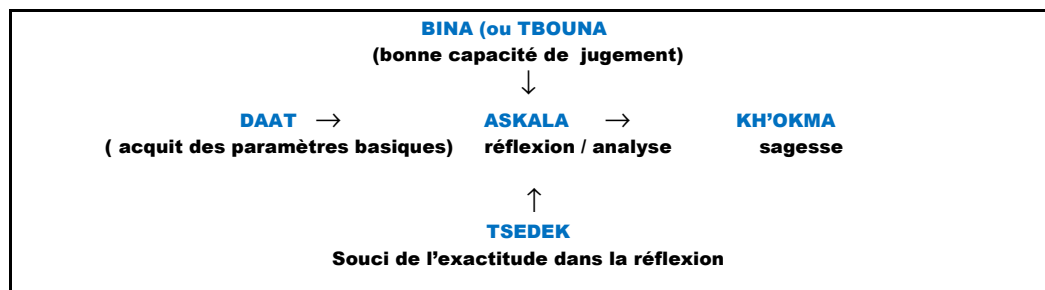 BINA (ou TBOUNA
(bonne capacité de jugement)
↓
DAAT → ASKALA → KH'OKMA
( acquit des paramètres basiques) réflexion / analyse sagesse
↑
TSEDEK
Souci de l’exactitude dans la réflexion